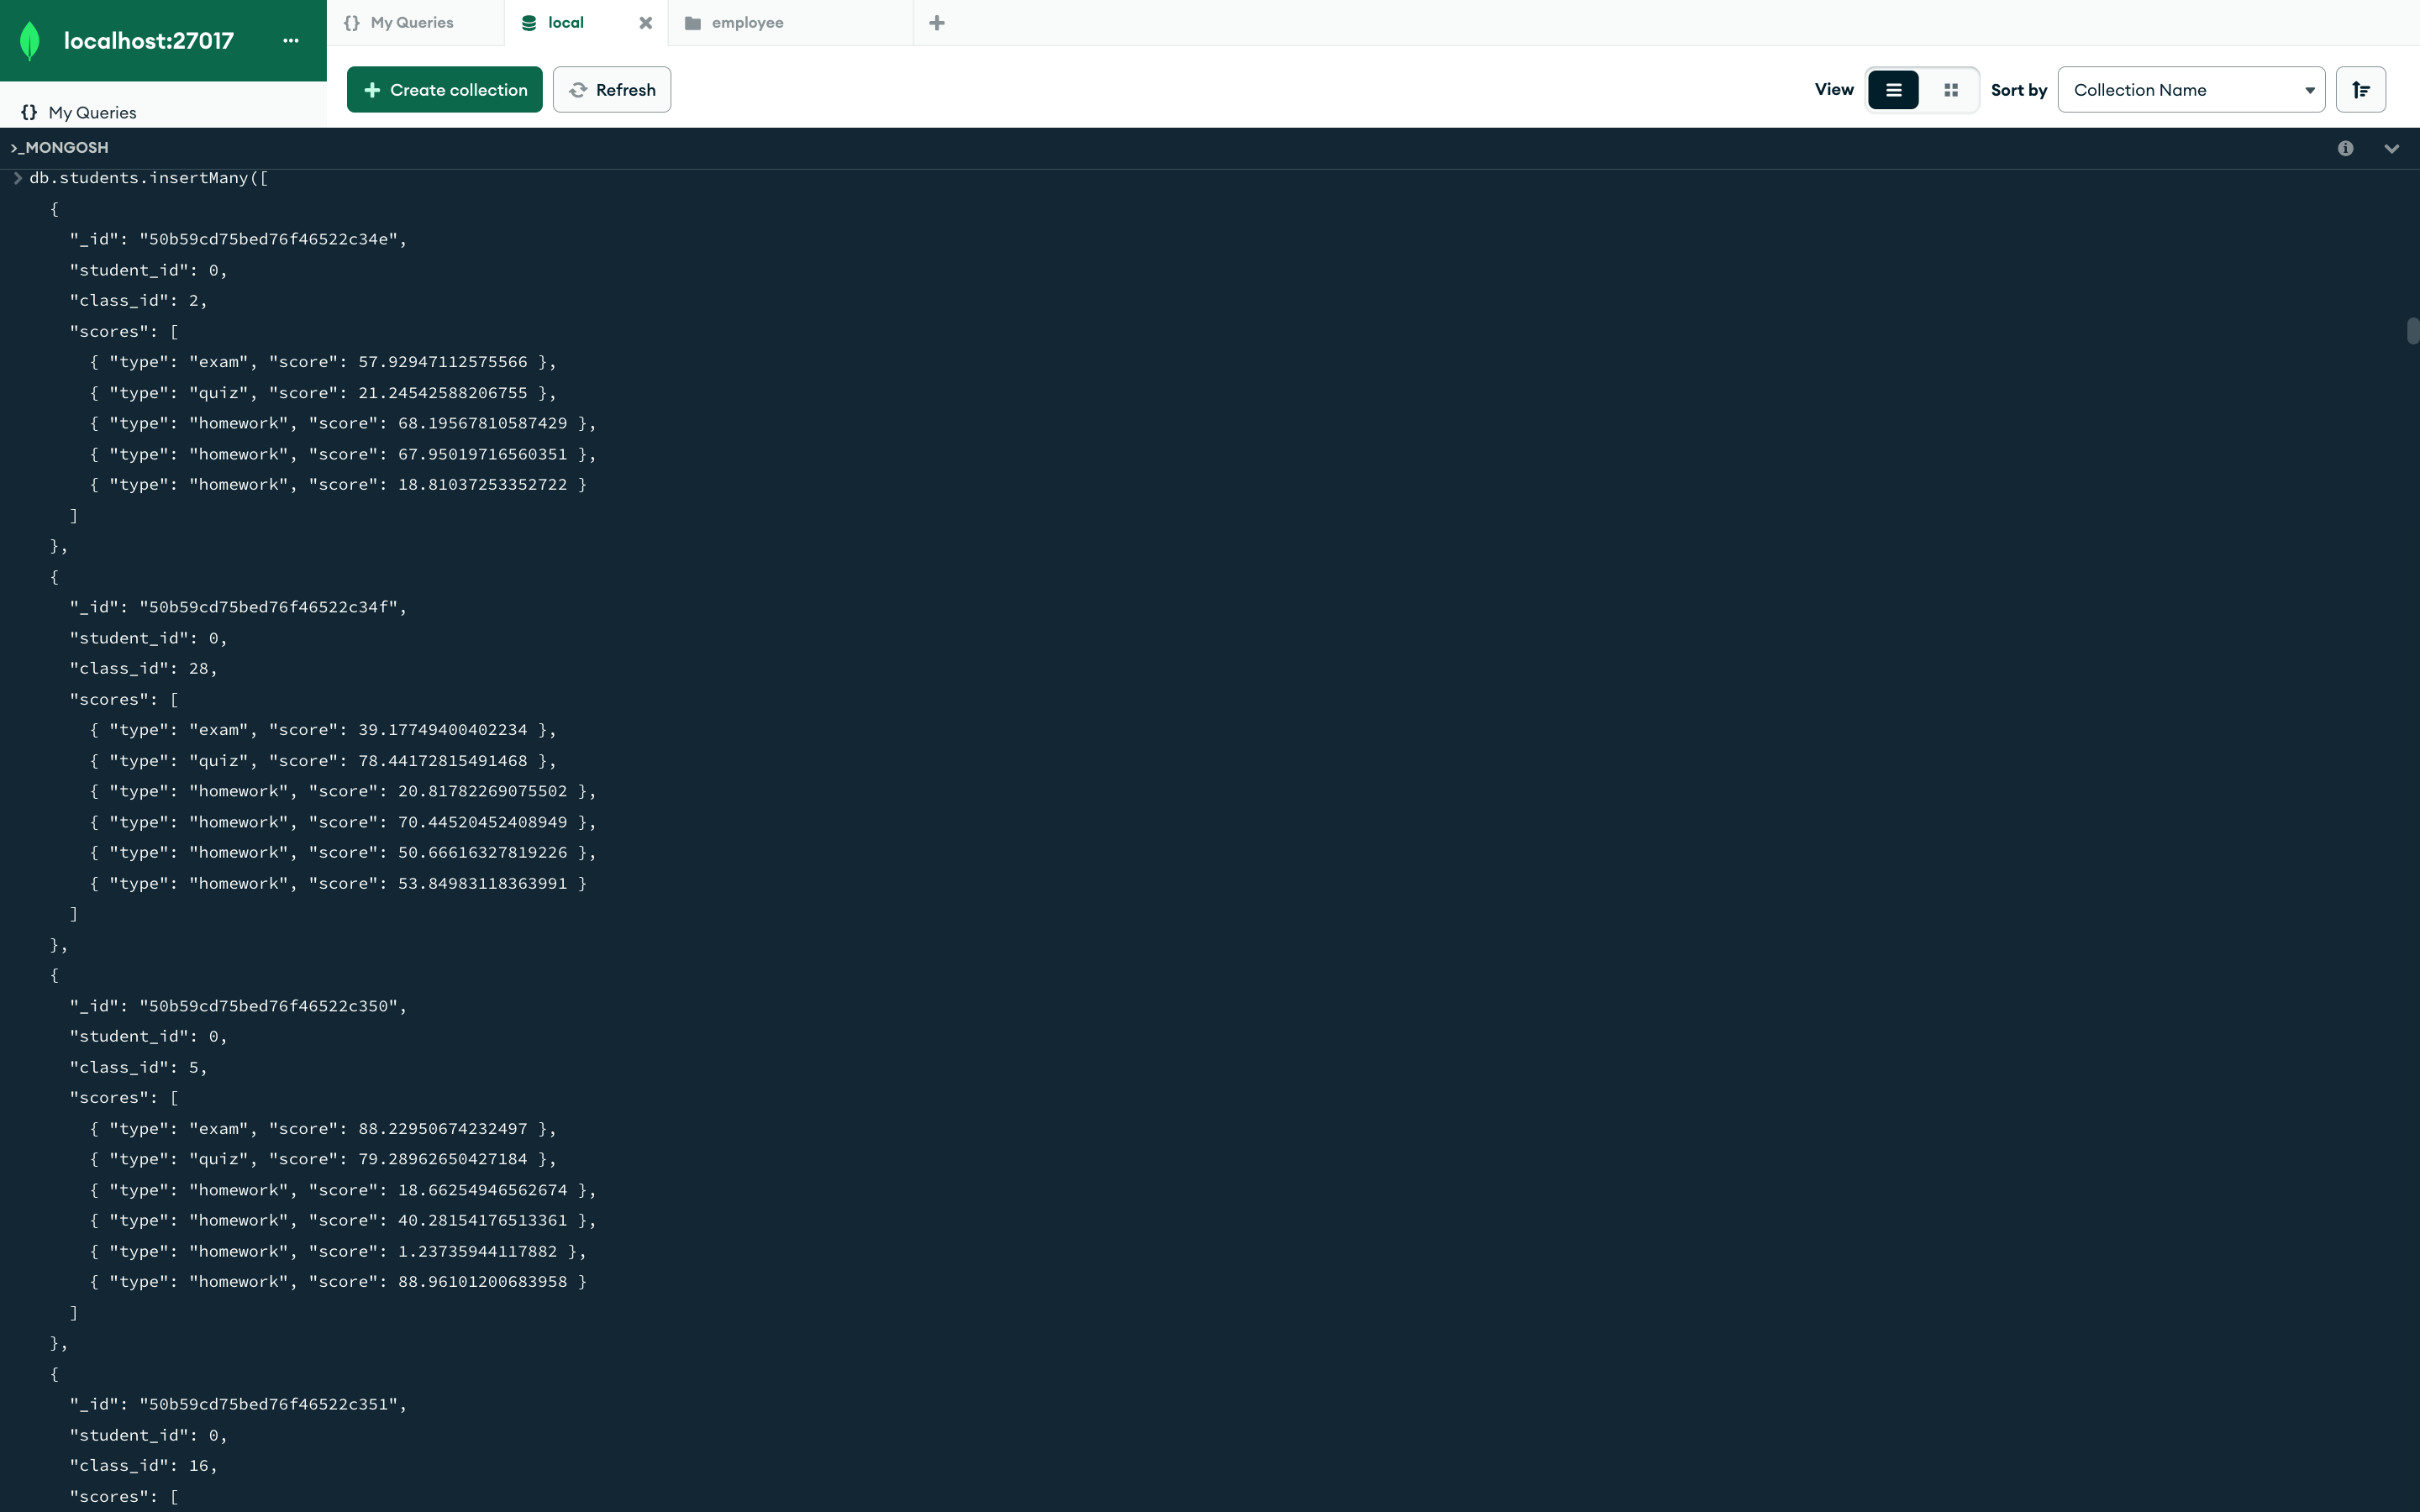 localhost:27017 ...
My Queries
local
employee
Create collection
Refresh
View
Sort by
Collection Name
My Queries
>_MONGOSH
> db.students.insertMany([
{
"_id": "50b59cd75bed76f46522c34e",
"student_id": 0,
"class_id": 2,
"scores": [
{ "type": "exam", "score": 57.92947112575566 },
{ "type": "quiz", "score": 21.24542588206755 },
{ "type": "homework", "score": 68.19567810587429 },
{ "type": "homework", "score": 67.95019716560351 },
{ "type": "homework", "score": 18.81037253352722 }
]
},
{
"_id": "50b59cd75bed76f46522c34f",
"student_id": 0,
"class_id": 28,
"scores": [
{ "type": "exam", "score": 39.17749400402234 },
{ "type": "quiz", "score": 78.44172815491468 },
{ "type": "homework", "score": 20.81782269075502 },
{ "type": "homework", "score": 70.44520452408949 },
{ "type": "homework", "score": 50.66616327819226 },
{ "type": "homework", "score": 53.84983118363991 }
]
},
{
"_id": "50b59cd75bed76f46522c350",
"student_id": 0,
"class_id": 5,
"scores": [
{ "type": "exam", "score": 88.22950674232497 },
{ "type": "quiz", "score": 79.28962650427184 },
{ "type": "homework", "score": 18.66254946562674 },
{ "type": "homework", "score": 40.28154176513361 },
{ "type": "homework", "score": 1.23735944117882 },
{ "type": "homework", "score": 88.96101200683958 }
]
},
{
"_id": "50b59cd75bed76f46522c351",
"student_id": 0,
"class_id": 16,
"scores": [